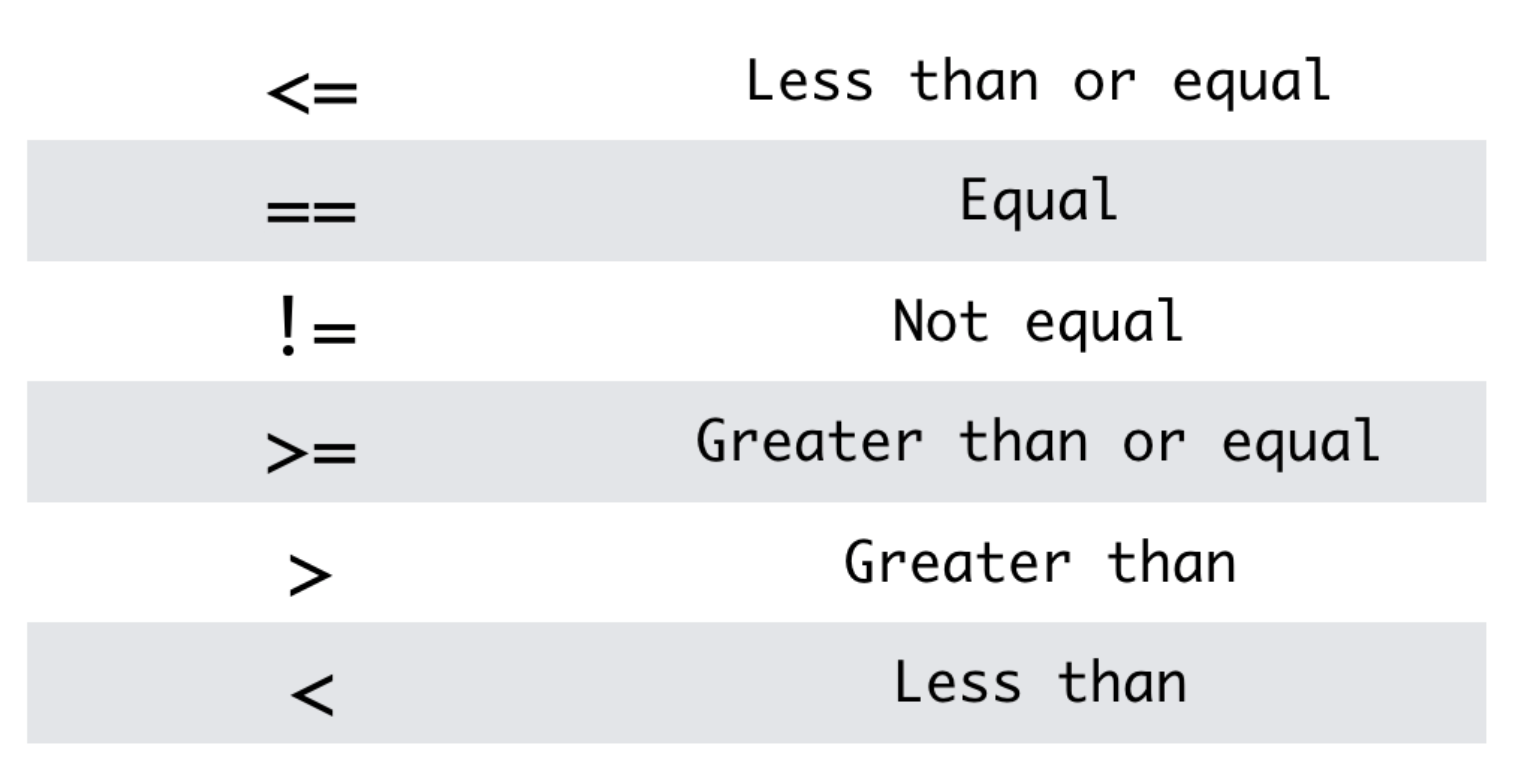 <= Less than or equal
== Equal
!= Not equal
>= Greater than or equal
> Greater than
< Less than